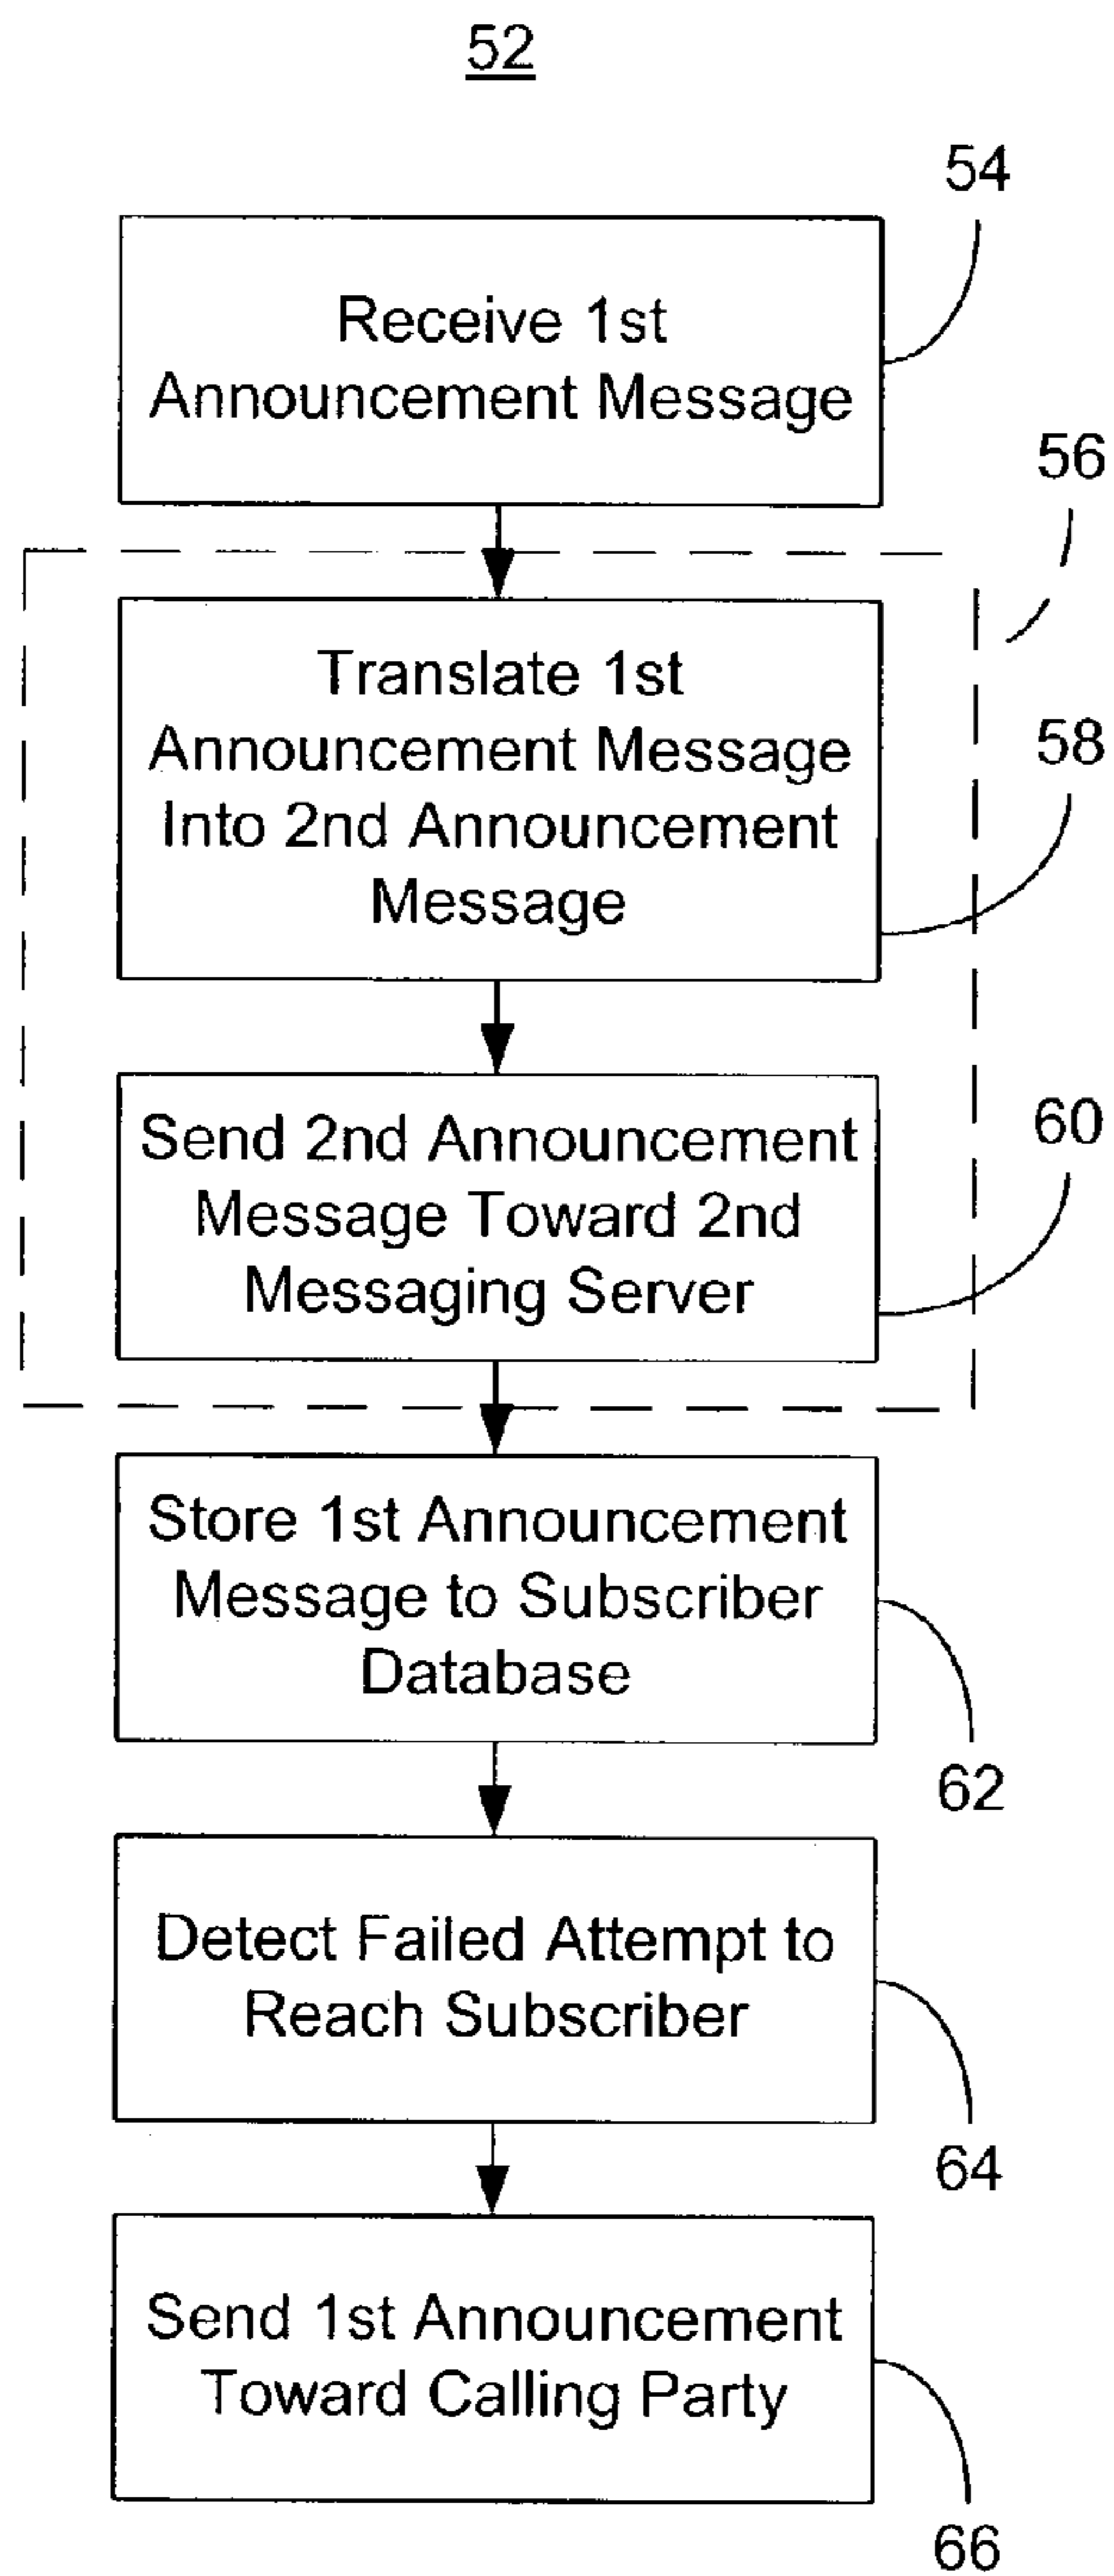 52
54
Receive 1st
Announcement Message
56
Translate 1st
Announcement Message
Into 2nd Announcement
Message
58
Send 2nd Announcement
Message Toward 2nd
Messaging Server
60
Store 1st Announcement
Message to Subscriber
Database
62
Detect Failed Attempt to
Reach Subscriber
64
Send 1st Announcement
Toward Calling Party
66